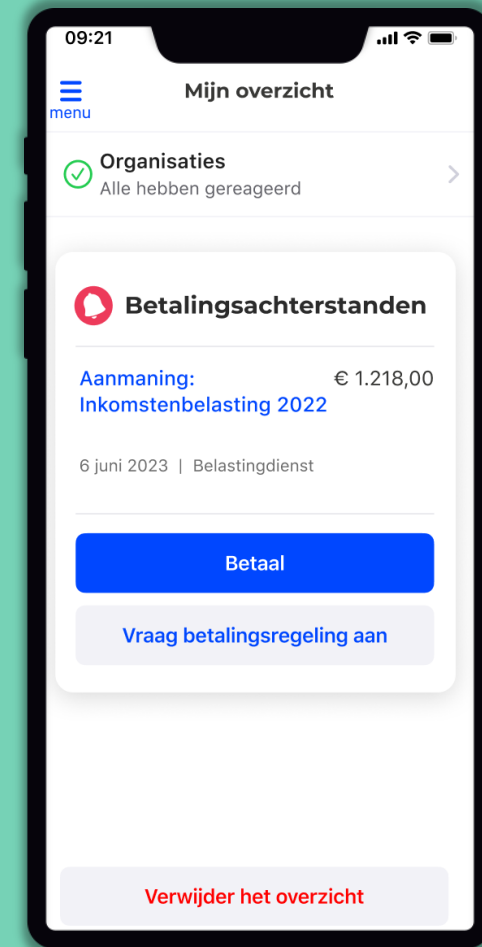 09:21
menu
Mijn overzicht
Organisaties
Alle hebben gereageerd
Betalingsachterstanden
Aanmaning: € 1.218,00
Inkomstenbelasting 2022
6 juni 2023 | Belastingdienst
Betaal
Vraag betalingsregeling aan
Verwijder het overzicht